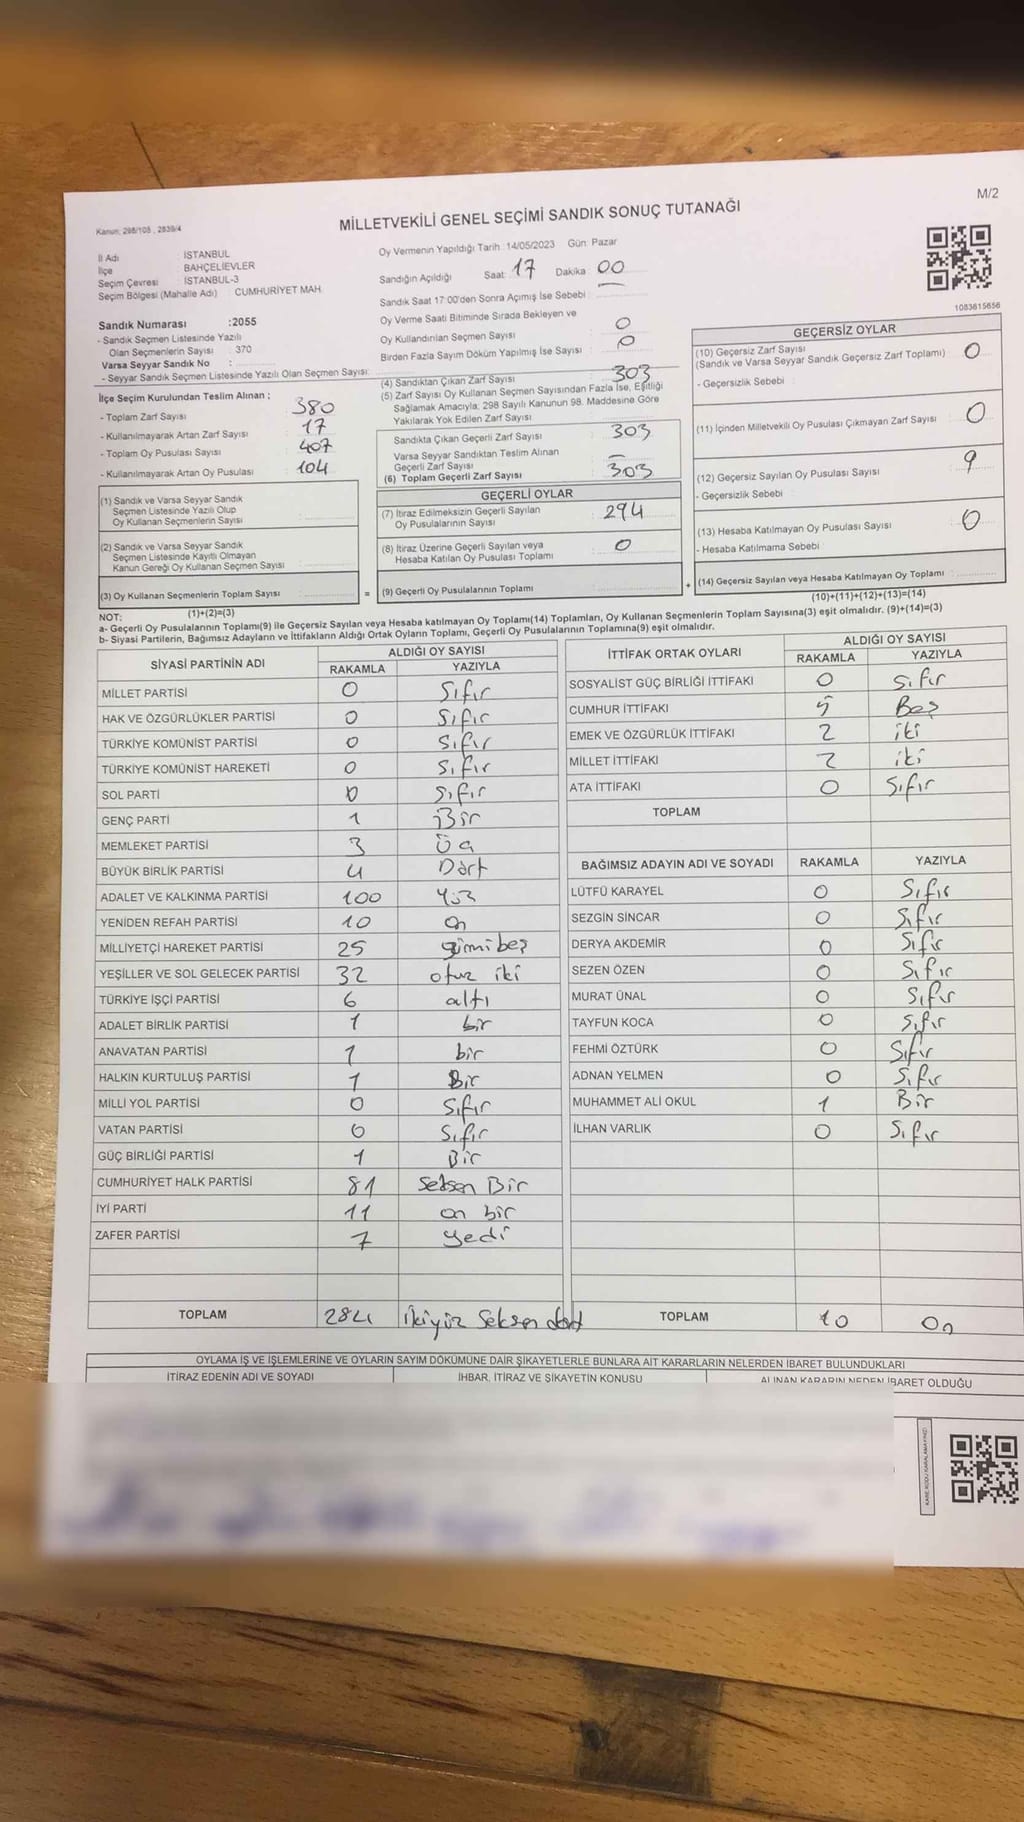 M/2
MİLLETVEKİLİ GENEL SEÇİMİ SANDIK SONUÇ TUTANAĞI
Kanun: 298/105 , 2839/4
İl Adı : İSTANBUL
İlçe : BAHÇELİEVLER
Seçim Çevresi : İSTANBUL-3
Seçim Bölgesi (Mahalle Adı) : CUMHURİYET MAH.
Oy Vermenin Yapıldığı Tarih : 14/05/2023 Gün: Pazar
Sandığın Açıldığı Saat: 17 Dakika 00
Sandık Saat 17:00'den Sonra Açımış İse Sebebi :
Oy Verme Saati Bitiminde Sırada Bekleyen ve
Oy Kullandırılan Seçmen Sayısı : 0
Birden Fazla Sayım Döküm Yapılmış İse Sayısı : 0
1083615656
Sandık Numarası :2055
- Sandık Seçmen Listesinde Yazılı
Olan Seçmenlerin Sayısı : 370
Varsa Seyyar Sandık No :
- Seyyar Sandık Seçmen Listesinde Yazılı Olan Seçmen Sayısı:
İlçe Seçim Kurulundan Teslim Alınan ;
- Toplam Zarf Sayısı : 380
- Kullanılmayarak Artan Zarf Sayısı : 17
- Toplam Oy Pusulası Sayısı : 407
- Kullanılmayarak Artan Oy Pusulası : 104
(1) Sandık ve Varsa Seyyar Sandık
Seçmen Listesinde Yazılı Olup
Oy Kullanan Seçmenlerin Sayısı :
(2) Sandık ve Varsa Seyyar Sandık
Seçmen Listesinde Kayıtlı Olmayan
Kanun Gereği Oy Kullanan Seçmen Sayısı :
(3) Oy Kullanan Seçmenlerin Toplam Sayısı :
(1)+(2)=(3)
(4) Sandıktan Çıkan Zarf Sayısı : 303
(5) Zarf Sayısı Oy Kullanan Seçmen Sayısından Fazla İse, Eşitliği
Sağlamak Amacıyla; 298 Sayılı Kanunun 98. Maddesine Göre
Yakılarak Yok Edilen Zarf Sayısı :
Sandıkta Çıkan Geçerli Zarf Sayısı : 303
Varsa Seyyar Sandıktan Teslim Alınan
Geçerli Zarf Sayısı : –
(6) Toplam Geçerli Zarf Sayısı : 303
GEÇERLİ OYLAR
(7) İtiraz Edilmeksizin Geçerli Sayılan
Oy Pusulalarının Sayısı : 294
(8) İtiraz Üzerine Geçerli Sayılan veya
Hesaba Katılan Oy Pusulası Toplamı : 0
= (9) Geçerli Oy Pusulalarının Toplamı :
GEÇERSİZ OYLAR
(10) Geçersiz Zarf Sayısı
(Sandık ve Varsa Seyyar Sandık Geçersiz Zarf Toplamı) : 0
- Geçersizlik Sebebi :
(11) İçinden Milletvekili Oy Pusulası Çıkmayan Zarf Sayısı : 0
(12) Geçersiz Sayılan Oy Pusulası Sayısı : 9
- Geçersizlik Sebebi :
(13) Hesaba Katılmayan Oy Pusulası Sayısı : 0
- Hesaba Katılmama Sebebi :
+ (14) Geçersiz Sayılan veya Hesaba Katılmayan Oy Toplamı :
(10)+(11)+(12)+(13)=(14)
NOT:
a- Geçerli Oy Pusulalarının Toplamı(9) ile Geçersiz Sayılan veya Hesaba katılmayan Oy Toplamı(14) Toplamları, Oy Kullanan Seçmenlerin Toplam Sayısına(3) eşit olmalıdır. (9)+(14)=(3)
b- Siyasi Partilerin, Bağımsız Adayların ve İttifakların Aldığı Ortak Oyların Toplamı, Geçerli Oy Pusulalarının Toplamına(9) eşit olmalıdır.
SİYASİ PARTİNİN ADI ALDIĞI OY SAYISI
RAKAMLA YAZIYLA
MİLLET PARTİSİ 0 Sıfır
HAK VE ÖZGÜRLÜKLER PARTİSİ 0 Sıfır
TÜRKİYE KOMÜNİST PARTİSİ 0 Sıfır
TÜRKİYE KOMÜNİST HAREKETİ 0 Sıfır
SOL PARTİ 0 Sıfır
GENÇ PARTİ 1 Bir
MEMLEKET PARTİSİ 3 Üç
BÜYÜK BİRLİK PARTİSİ 4 Dört
ADALET VE KALKINMA PARTİSİ 100 Yüz
YENİDEN REFAH PARTİSİ 10 On
MİLLİYETÇİ HAREKET PARTİSİ 25 yirmibeş
YEŞİLLER VE SOL GELECEK PARTİSİ 32 otuz iki
TÜRKİYE İŞÇİ PARTİSİ 6 altı
ADALET BİRLİK PARTİSİ 1 bir
ANAVATAN PARTİSİ 1 bir
HALKIN KURTULUŞ PARTİSİ 1 Bir
MİLLİ YOL PARTİSİ 0 Sıfır
VATAN PARTİSİ 0 Sıfır
GÜÇ BİRLİĞİ PARTİSİ 1 Bir
CUMHURİYET HALK PARTİSİ 81 Seksen Bir
İYİ PARTİ 11 on bir
ZAFER PARTİSİ 7 yedi
TOPLAM 284 İkiyüz Seksen dört
İTTİFAK ORTAK OYLARI ALDIĞI OY SAYISI
RAKAMLA YAZIYLA
SOSYALİST GÜÇ BİRLİĞİ İTTİFAKI 0 Sıfır
CUMHUR İTTİFAKI 5 Beş
EMEK VE ÖZGÜRLÜK İTTİFAKI 2 iki
MİLLET İTTİFAKI 2 iki
ATA İTTİFAKI 0 Sıfır
TOPLAM
BAĞIMSIZ ADAYIN ADI VE SOYADI RAKAMLA YAZIYLA
LÜTFÜ KARAYEL 0 Sıfır
SEZGİN SİNCAR 0 Sıfır
DERYA AKDEMİR 0 Sıfır
SEZEN ÖZEN 0 Sıfır
MURAT ÜNAL 0 Sıfır
TAYFUN KOCA 0 Sıfır
FEHMİ ÖZTÜRK 0 Sıfır
ADNAN YELMEN 0 Sıfır
MUHAMMET ALİ OKUL 1 Bir
İLHAN VARLIK 0 Sıfır
TOPLAM 10 On
OYLAMA İŞ VE İŞLEMLERİNE VE OYLARIN SAYIM DÖKÜMÜNE DAİR ŞİKAYETLERLE BUNLARA AİT KARARLARIN NELERDEN İBARET BULUNDUKLARI
İTİRAZ EDENİN ADI VE SOYADI İHBAR, İTİRAZ VE ŞİKAYETİN KONUSU ALINAN KARARIN NEDEN İBARET OLDUĞU
KARE KODU KARALAMAYINIZ!